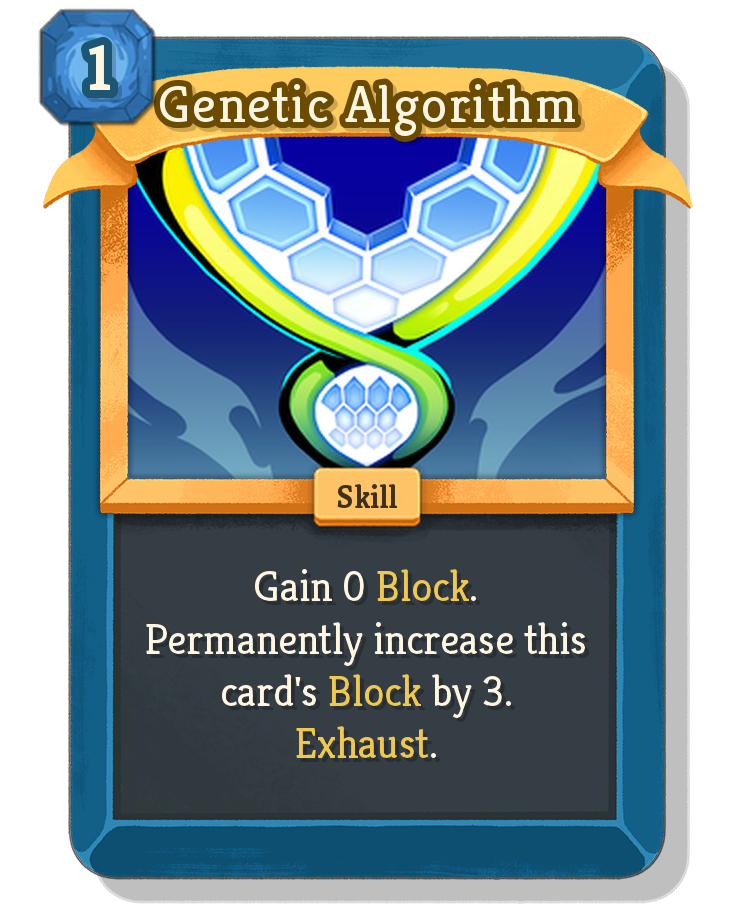 1
Genetic Algorithm
Skill
Gain 0 Block.
Permanently increase this
card's Block by 3.
Exhaust.